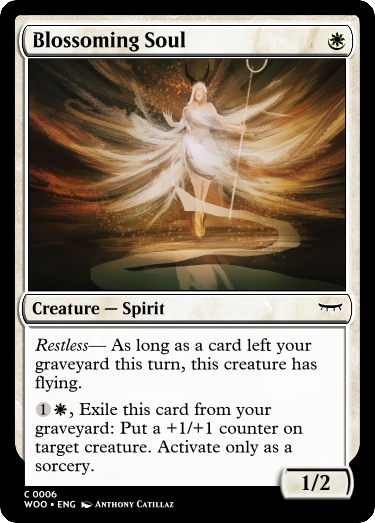 Blossoming Soul
Creature — Spirit
Restless— As long as a card left your
graveyard this turn, this creature has
flying.
1, Exile this card from your
graveyard: Put a +1/+1 counter on
target creature. Activate only as a
sorcery.
1/2
C 0006
WOO • ENG Anthony Catillaz